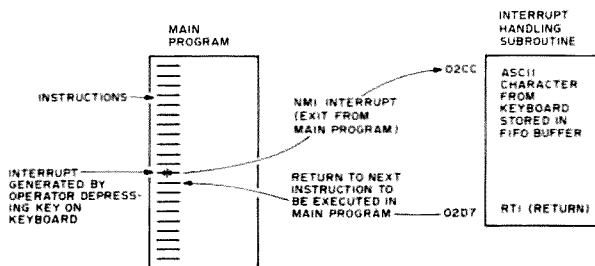 MAIN
PROGRAM
INSTRUCTIONS
INTERRUPT
GENERATED BY
OPERATOR DEPRESS-
ING KEY ON
KEYBOARD
NMI INTERRUPT
(EXIT FROM
MAIN PROGRAM)
RETURN TO NEXT
INSTRUCTION TO
BE EXECUTED IN
MAIN PROGRAM
02CC
02D7
INTERRUPT
HANDLING
SUBROUTINE
ASCII
CHARACTER
FROM
KEYBOARD
STORED IN
FIFO BUFFER
RTI (RETURN)